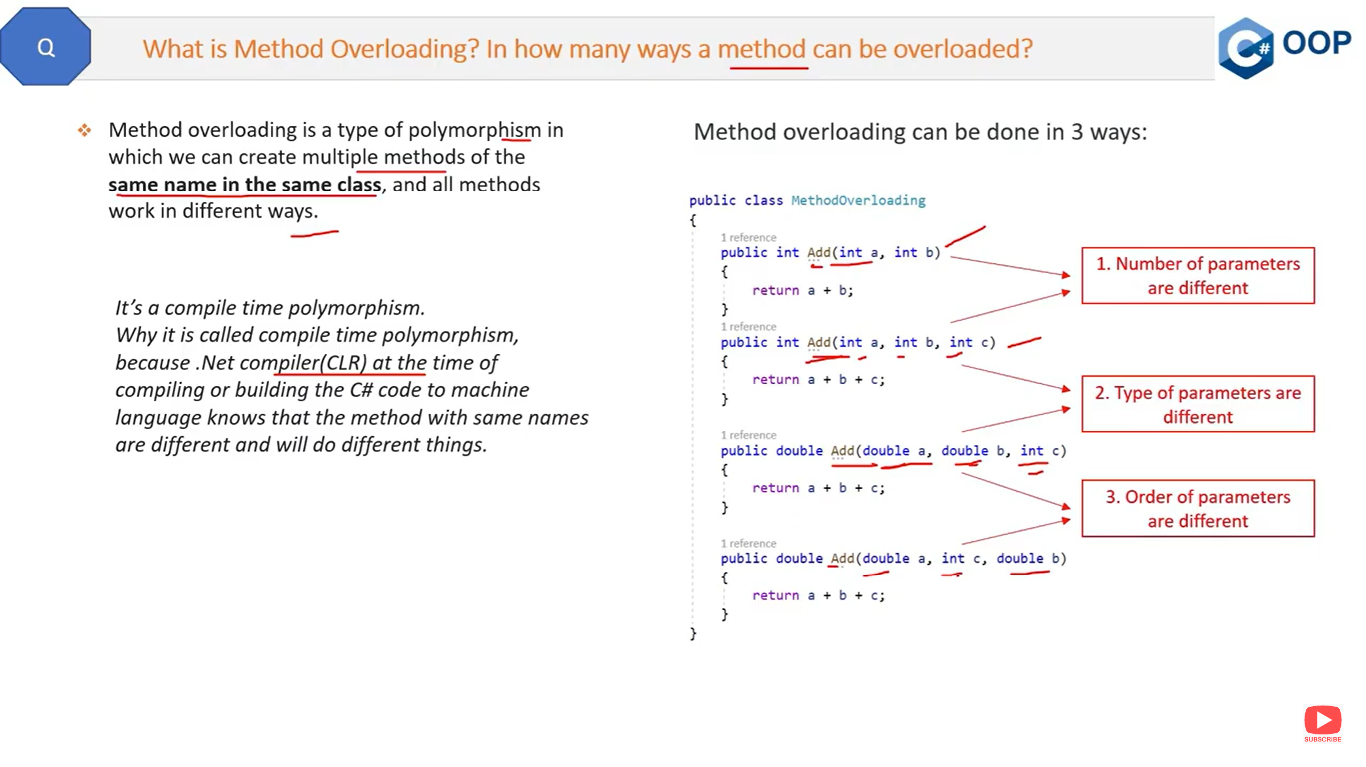 Q
What is Method Overloading? In how many ways a method can be overloaded?
C#
OOP
❖ Method overloading is a type of polymorphism in
which we can create multiple methods of the
same name in the same class, and all methods
work in different ways.
It’s a compile time polymorphism.
Why it is called compile time polymorphism,
because .Net compiler(CLR) at the time of
compiling or building the C# code to machine
language knows that the method with same names
are different and will do different things.
Method overloading can be done in 3 ways:
public class MethodOverloading
{
1 reference
public int Add(int a, int b)
{
return a + b;
}
1 reference
public int Add(int a, int b, int c)
{
return a + b + c;
}
1 reference
public double Add(double a, double b, int c)
{
return a + b + c;
}
1 reference
public double Add(double a, int c, double b)
{
return a + b + c;
}
}
1. Number of parameters
are different
2. Type of parameters are
different
3. Order of parameters
are different
SUBSCRIBE